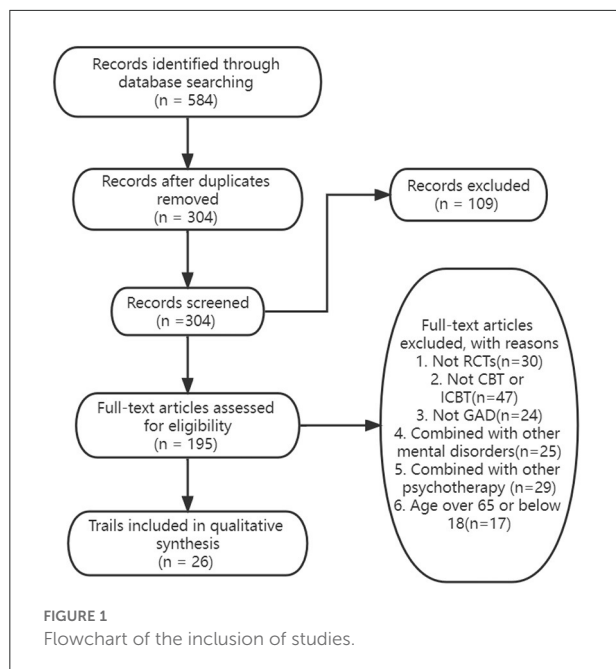 Records identified through
database searching
(n = 584)
Records after duplicates
removed
(n = 304)
Records excluded
(n = 109)
Records screened
(n =304)
Full-text articles
excluded, with reasons
1. Not RCTs(n=30)
2. Not CBT or
ICBT(n=47)
3. Not GAD(n=24)
4. Combined with other
mental disorders(n=25)
5. Combined with other
psychotherapy (n=29)
6. Age over 65 or below
18(n=17)
Full-text articles assessed
for eligibility
(n = 195)
Trails included in qualitative
synthesis
(n = 26)
FIGURE 1
Flowchart of the inclusion of studies.